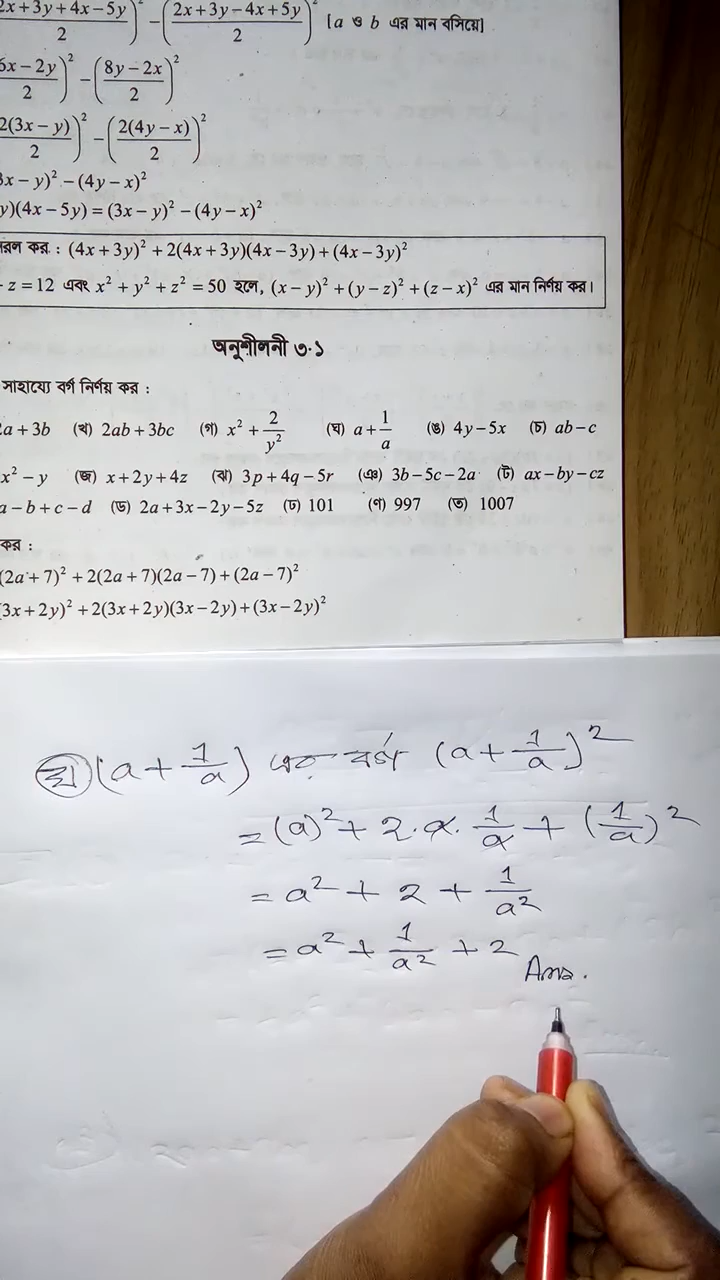 2x+3y+4x−5y/2)² − (2x+3y−4x+5y/2)² [a ও b এর মান বসিয়ে]
6x−2y/2)² − (8y−2x/2)²
2(3x−y)/2)² − (2(4y−x)/2)²
3x−y)² − (4y−x)²
y)(4x−5y) = (3x−y)² − (4y−x)²
সরল কর : (4x+3y)² + 2(4x+3y)(4x−3y) + (4x−3y)²
z = 12 এবং x² + y² + z² = 50 হলে, (x−y)² + (y−z)² + (z−x)² এর মান নির্ণয় কর।
অনুশীলনী ৩.১
সাহায্যে বর্গ নির্ণয় কর :
2a+3b (খ) 2ab+3bc (গ) x² + 2/y² (ঘ) a + 1/a (ঙ) 4y−5x (চ) ab−c
x²−y (জ) x+2y+4z (ঝ) 3p+4q−5r (ঞ) 3b−5c−2a (ট) ax−by−cz
a−b+c−d (ড) 2a+3x−2y−5z (ঢ) 101 (ণ) 997 (ত) 1007
কর :
(2a+7)² + 2(2a+7)(2a−7) + (2a−7)²
3x+2y)² + 2(3x+2y)(3x−2y) + (3x−2y)²
(ঘ) (a + 1/a) এর বর্গ (a + 1/a)²
= (a)² + 2·a·1/a + (1/a)²
= a² + 2 + 1/a²
= a² + 1/a² + 2 Ans.